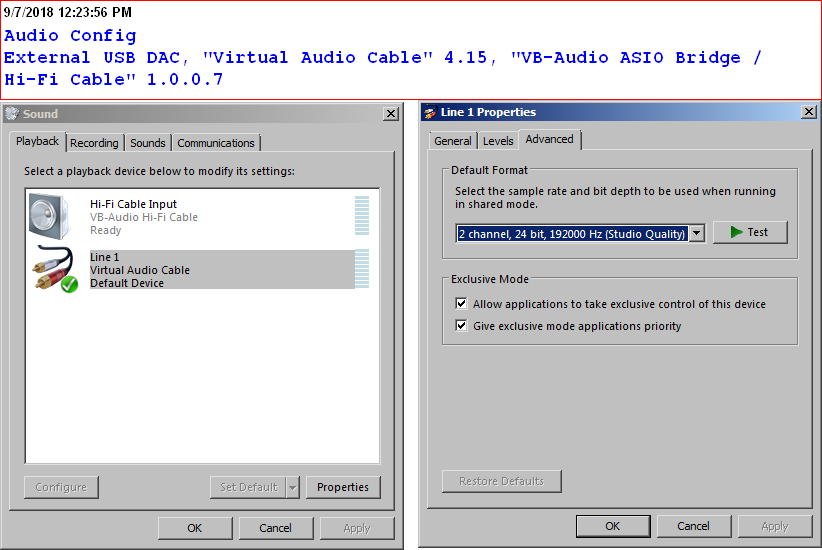 9/7/2018 12:23:56 PM
Audio Config
External USB DAC, "Virtual Audio Cable" 4.15, "VB-Audio ASIO Bridge /
Hi-Fi Cable" 1.0.0.7
Sound
Playback Recording Sounds Communications
Select a playback device below to modify its settings:
Hi-Fi Cable Input
VB-Audio Hi-Fi Cable
Ready
Line 1
Virtual Audio Cable
Default Device
Configure Set Default Properties
OK Cancel Apply
Line 1 Properties
General Levels Advanced
Default Format
Select the sample rate and bit depth to be used when running
in shared mode.
2 channel, 24 bit, 192000 Hz (Studio Quality) Test
Exclusive Mode
Allow applications to take exclusive control of this device
Give exclusive mode applications priority
Restore Defaults
OK Cancel Apply